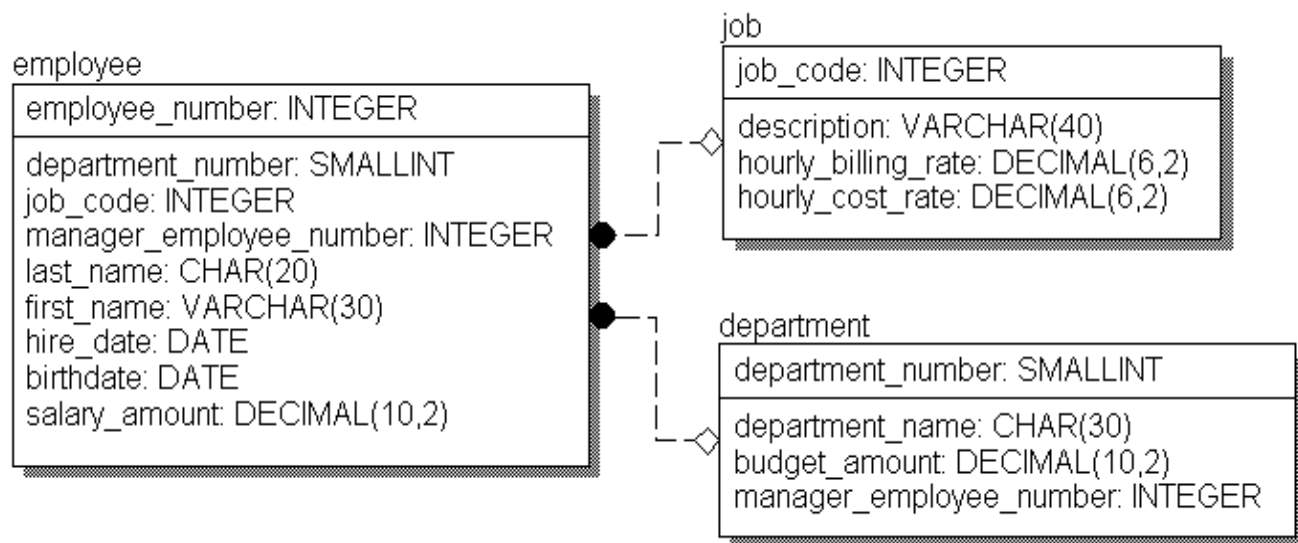 employee
employee_number: INTEGER
department_number: SMALLINT
job_code: INTEGER
manager_employee_number: INTEGER
last_name: CHAR(20)
first_name: VARCHAR(30)
hire_date: DATE
birthdate: DATE
salary_amount: DECIMAL(10,2)
job
job_code: INTEGER
description: VARCHAR(40)
hourly_billing_rate: DECIMAL(6,2)
hourly_cost_rate: DECIMAL(6,2)
department
department_number: SMALLINT
department_name: CHAR(30)
budget_amount: DECIMAL(10,2)
manager_employee_number: INTEGER